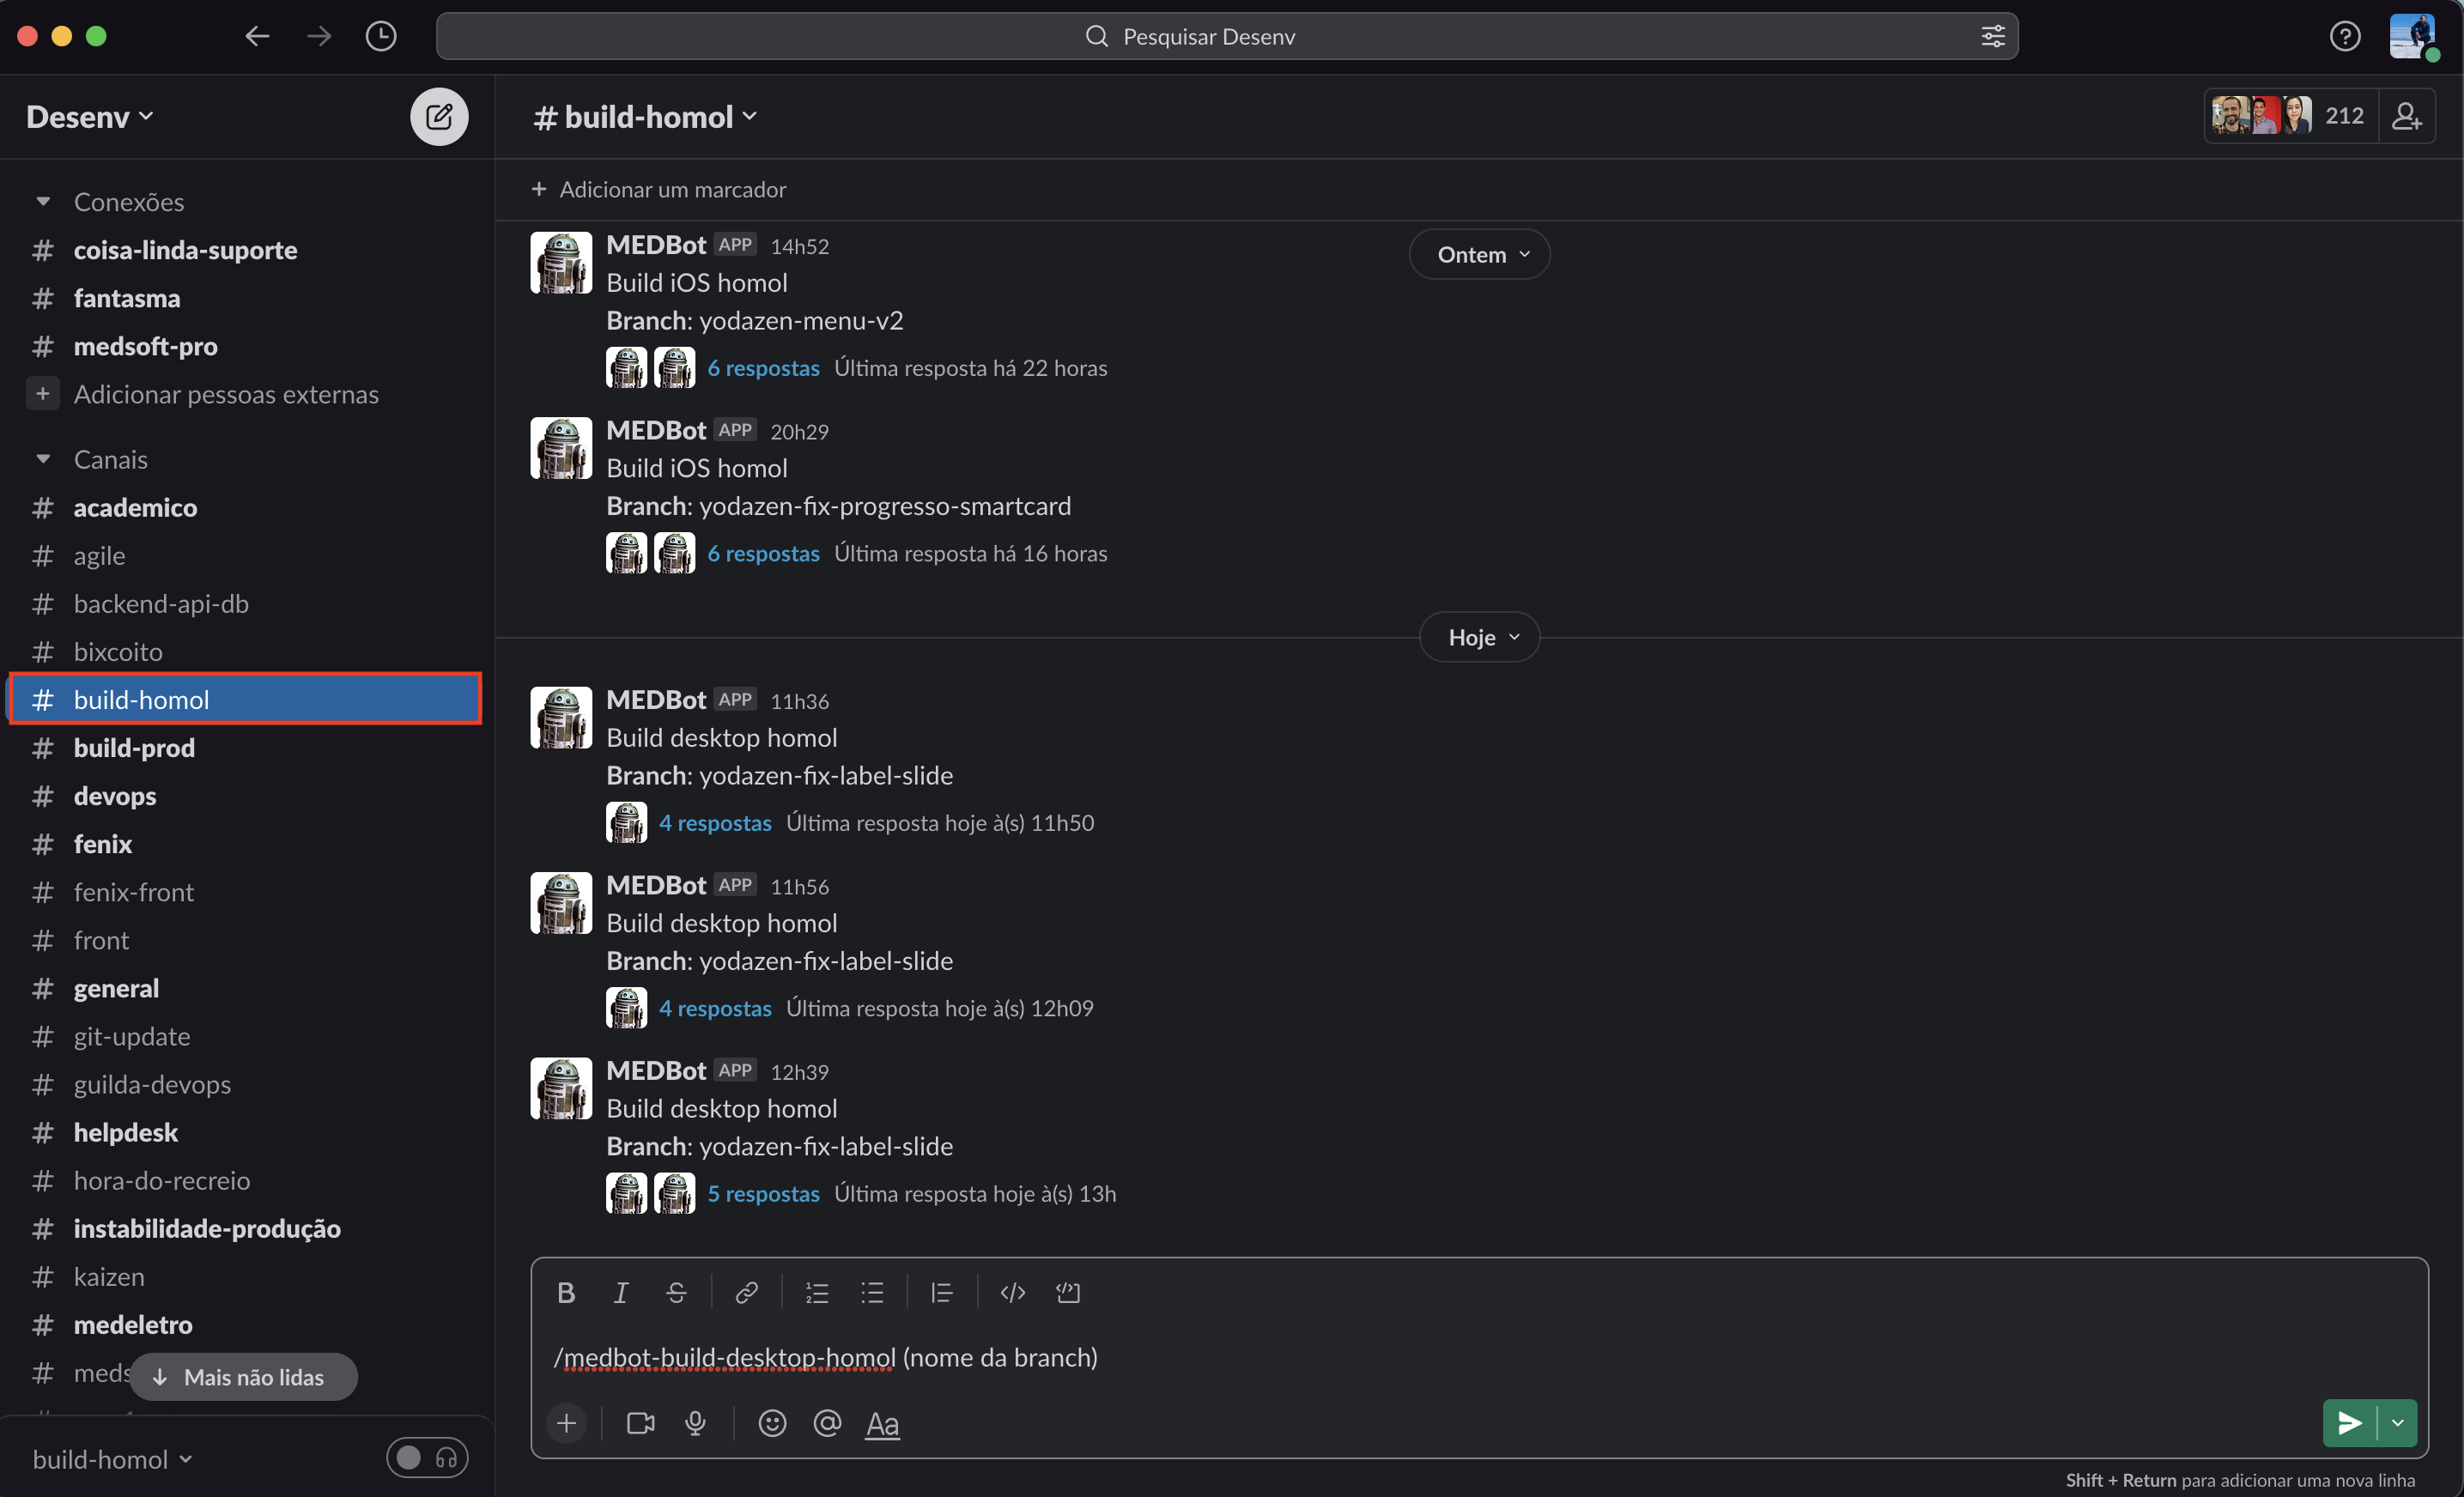 Pesquisar Desenv
Desenv
Conexões
# coisa-linda-suporte
# fantasma
# medsoft-pro
+ Adicionar pessoas externas
Canais
# academico
# agile
# backend-api-db
# bixcoito
# build-homol
# build-prod
# devops
# fenix
# fenix-front
# front
# general
# git-update
# guilda-devops
# helpdesk
# hora-do-recreio
# instabilidade-produção
# kaizen
# medeletro
# meds
Mais não lidas
build-homol
# build-homol
212
+ Adicionar um marcador
Ontem
MEDBot APP 14h52
Build iOS homol
Branch: yodazen-menu-v2
6 respostas Última resposta há 22 horas
MEDBot APP 20h29
Build iOS homol
Branch: yodazen-fix-progresso-smartcard
6 respostas Última resposta há 16 horas
Hoje
MEDBot APP 11h36
Build desktop homol
Branch: yodazen-fix-label-slide
4 respostas Última resposta hoje à(s) 11h50
MEDBot APP 11h56
Build desktop homol
Branch: yodazen-fix-label-slide
4 respostas Última resposta hoje à(s) 12h09
MEDBot APP 12h39
Build desktop homol
Branch: yodazen-fix-label-slide
5 respostas Última resposta hoje à(s) 13h
B I S
/medbot-build-desktop-homol (nome da branch)
+ @ Aa
Shift + Return para adicionar uma nova linha